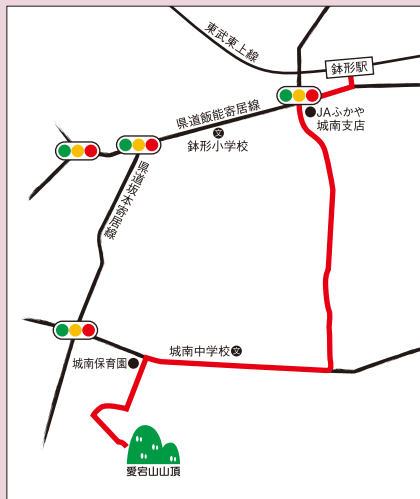 東武東上線
鉢形駅
県道飯能寄居線
JAふかや
城南支店
文
鉢形小学校
県道坂本寄居線
城南中学校
文
城南保育園
愛宕山山頂